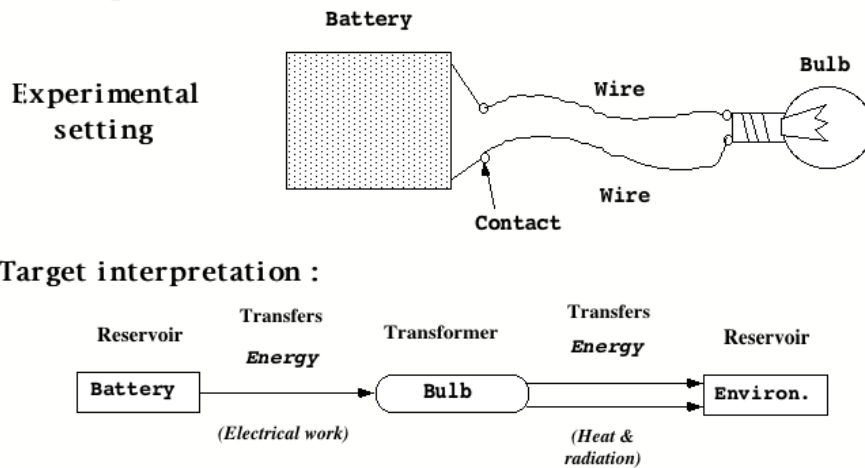 Battery
Experimental
setting
Wire
Bulb
Wire
Contact
Target interpretation :
Reservoir
Transfers
Energy
Transformer
Transfers
Energy
Reservoir
Battery
Bulb
Environ.
(Electrical work)
(Heat &
radiation)